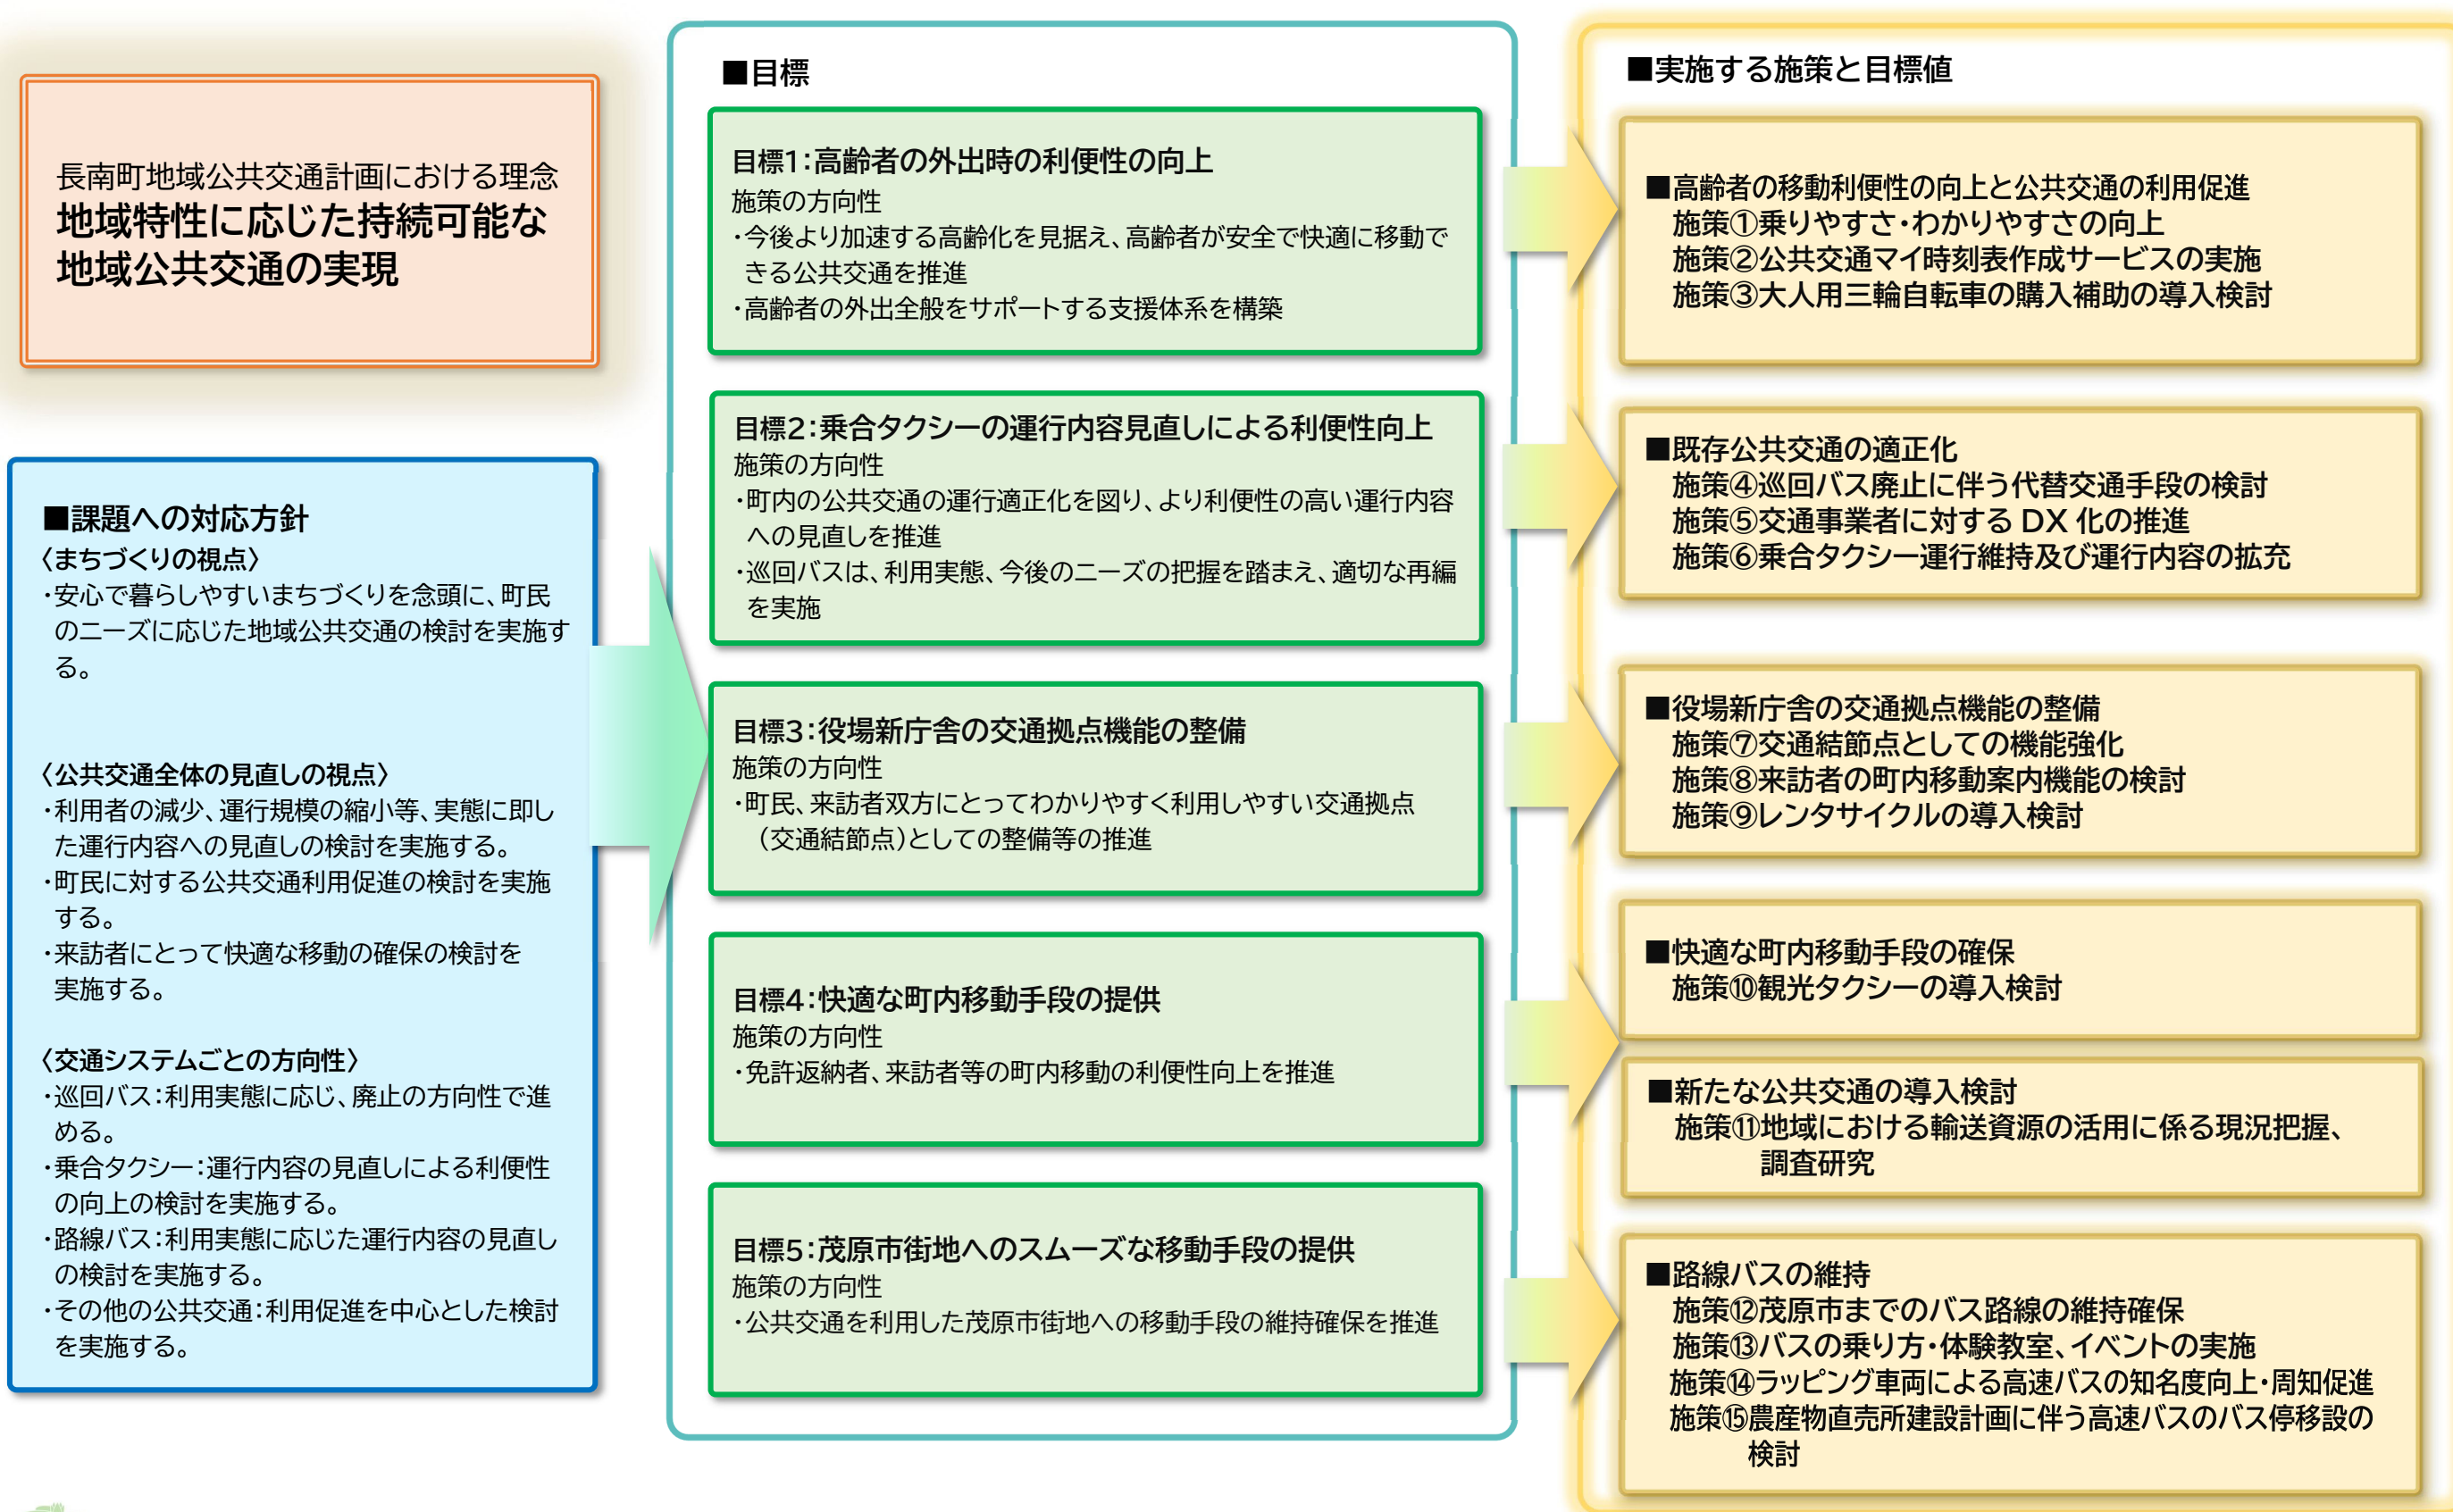 長南町地域公共交通計画における理念
地域特性に応じた持続可能な
地域公共交通の実現
■課題への対応方針
〈まちづくりの視点〉
・安心で暮らしやすいまちづくりを念頭に、町民
のニーズに応じた地域公共交通の検討を実施す
る。
〈公共交通全体の見直しの視点〉
・利用者の減少、運行規模の縮小等、実態に即し
た運行内容への見直しの検討を実施する。
・町民に対する公共交通利用促進の検討を実施
する。
・来訪者にとって快適な移動の確保の検討を
実施する。
〈交通システムごとの方向性〉
・巡回バス：利用実態に応じ、廃止の方向性で進
める。
・乗合タクシー：運行内容の見直しによる利便性
の向上の検討を実施する。
・路線バス：利用実態に応じた運行内容の見直し
の検討を実施する。
・その他の公共交通：利用促進を中心とした検討
を実施する。
■目標
目標1：高齢者の外出時の利便性の向上
施策の方向性
・今後より加速する高齢化を見据え、高齢者が安全で快適に移動で
きる公共交通を推進
・高齢者の外出全般をサポートする支援体系を構築
目標2：乗合タクシーの運行内容見直しによる利便性向上
施策の方向性
・町内の公共交通の運行適正化を図り、より利便性の高い運行内容
への見直しを推進
・巡回バスは、利用実態、今後のニーズの把握を踏まえ、適切な再編
を実施
目標3：役場新庁舎の交通拠点機能の整備
施策の方向性
・町民、来訪者双方にとってわかりやすく利用しやすい交通拠点
（交通結節点）としての整備等の推進
目標4：快適な町内移動手段の提供
施策の方向性
・免許返納者、来訪者等の町内移動の利便性向上を推進
目標5：茂原市街地へのスムーズな移動手段の提供
施策の方向性
・公共交通を利用した茂原市街地への移動手段の維持確保を推進
■実施する施策と目標値
■高齢者の移動利便性の向上と公共交通の利用促進
施策①乗りやすさ・わかりやすさの向上
施策②公共交通マイ時刻表作成サービスの実施
施策③大人用三輪自転車の購入補助の導入検討
■既存公共交通の適正化
施策④巡回バス廃止に伴う代替交通手段の検討
施策⑤交通事業者に対する DX 化の推進
施策⑥乗合タクシー運行維持及び運行内容の拡充
■役場新庁舎の交通拠点機能の整備
施策⑦交通結節点としての機能強化
施策⑧来訪者の町内移動案内機能の検討
施策⑨レンタサイクルの導入検討
■快適な町内移動手段の確保
施策⑩観光タクシーの導入検討
■新たな公共交通の導入検討
施策⑪地域における輸送資源の活用に係る現況把握、
調査研究
■路線バスの維持
施策⑫茂原市までのバス路線の維持確保
施策⑬バスの乗り方・体験教室、イベントの実施
施策⑭ラッピング車両による高速バスの知名度向上・周知促進
施策⑮農産物直売所建設計画に伴う高速バスのバス停移設の
検討